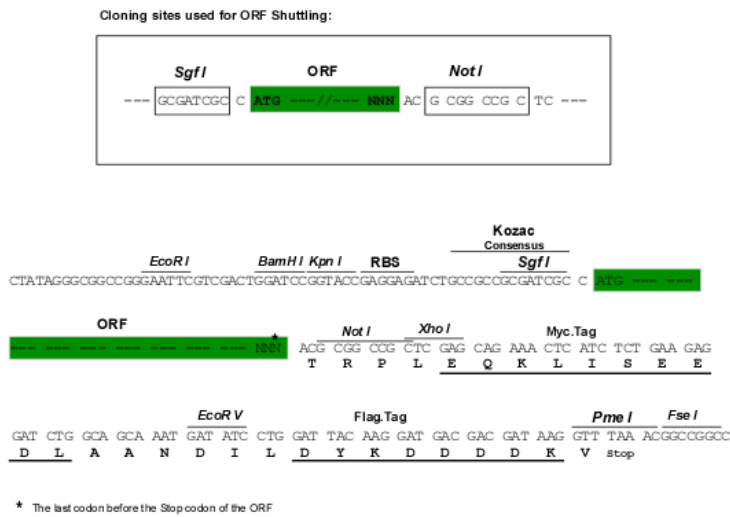 Cloning sites used for ORF Shuttling:
Sgf I ORF Not I
--- GCGATCGC C ATG ---//--- NNN AC G CGG CCG C TC ---
Kozac
Consensus
EcoR I BamH I Kpn I RBS Sgf I
CTATAGGGCGGCCGGGAATTCGTCGACTGGATCCGGTACCGAGGAGATCTGCCGCCGCGATCGC C ATG --- ---
ORF
Not I Xho I Myc.Tag
--- --- --- --- --- --- --- --- NNN* ACG CGG CCG CTC GAG CAG AAA CTC ATC TCT GAA GAG
T R P L E Q K L I S E E
EcoR V Flag.Tag Pme I Fse I
GAT CTG GCA GCA AAT GAT ATC CTG GAT TAC AAG GAT GAC GAC GAT AAG GTT TAA ACGGCCGGCC
D L A A N D I L D Y K D D D D K V Stop
* The last codon before the Stop codon of the ORF